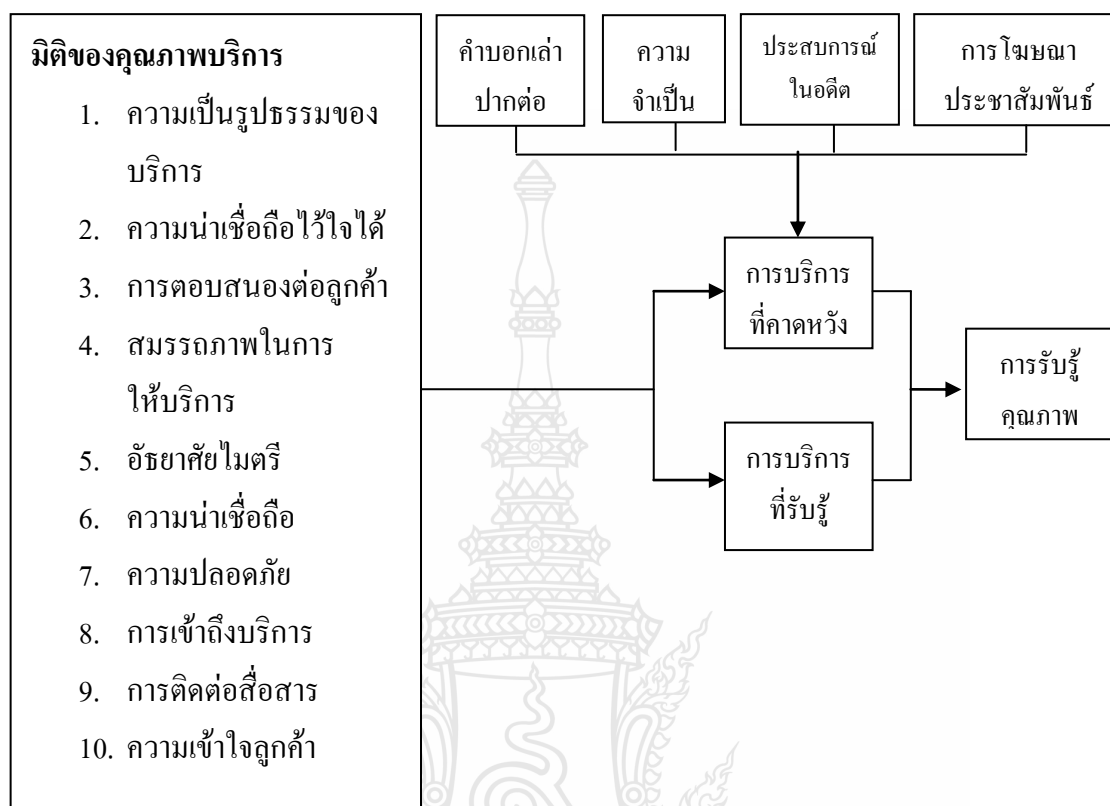 มิติของคุณภาพบริการ
1. ความเป็นรูปธรรมของ
บริการ
2. ความน่าเชื่อถือไว้ใจได้
3. การตอบสนองต่อลูกค้า
4. สมรรถภาพในการ
ให้บริการ
5. อัธยาศัยไมตรี
6. ความน่าเชื่อถือ
7. ความปลอดภัย
8. การเข้าถึงบริการ
9. การติดต่อสื่อสาร
10. ความเข้าใจลูกค้า
คำบอกเล่า
ปากต่อ
ความ
จำเป็น
ประสบการณ์
ในอดีต
การโฆษณา
ประชาสัมพันธ์
การบริการ
ที่คาดหวัง
การบริการ
ที่รับรู้
การรับรู้
คุณภาพ